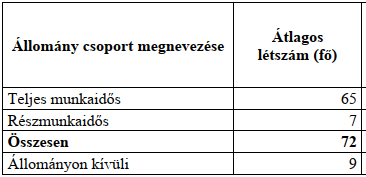 Állomány csoport megnevezése
Átlagos
létszám (fő)
Teljes munkaidős 65
Részmunkaidős 7
Összesen 72
Állományon kívüli 9